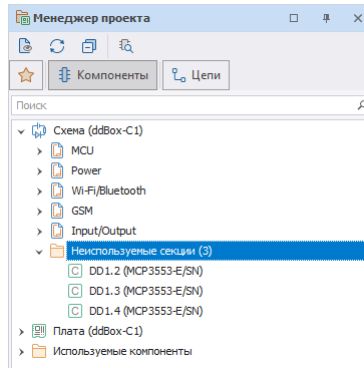 Менеджер проекта
Компоненты
Цепи
Поиск
Схема (ddBox-C1)
MCU
Power
Wi-Fi/Bluetooth
GSM
Input/Output
Неиспользуемые секции (3)
DD1.2 (MCP3553-E/SN)
DD1.3 (MCP3553-E/SN)
DD1.4 (MCP3553-E/SN)
Плата (ddBox-C1)
Используемые компоненты